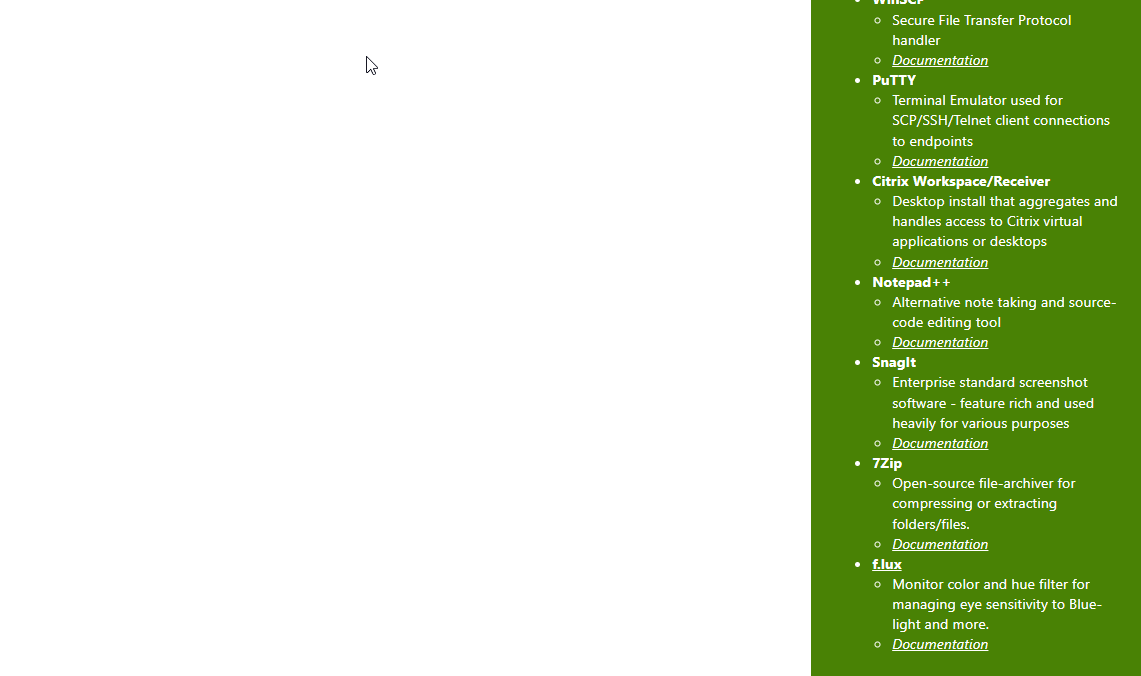 WinSCP
Secure File Transfer Protocol
handler
Documentation
PuTTY
Terminal Emulator used for
SCP/SSH/Telnet client connections
to endpoints
Documentation
Citrix Workspace/Receiver
Desktop install that aggregates and
handles access to Citrix virtual
applications or desktops
Documentation
Notepad++
Alternative note taking and source-
code editing tool
Documentation
SnagIt
Enterprise standard screenshot
software - feature rich and used
heavily for various purposes
Documentation
7Zip
Open-source file-archiver for
compressing or extracting
folders/files.
Documentation
f.lux
Monitor color and hue filter for
managing eye sensitivity to Blue-
light and more.
Documentation